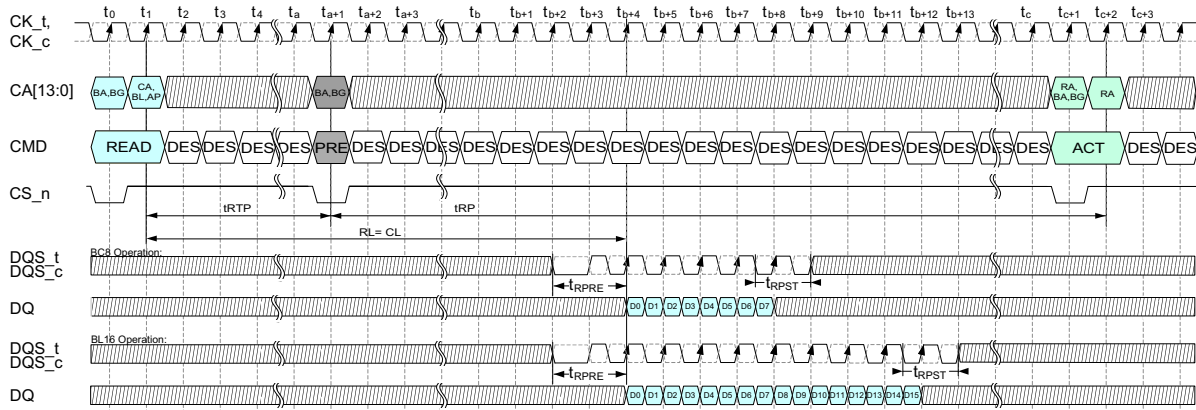 CK_t, t0 t1 t2 t3 t4 ta ta+1 ta+2 ta+3 tb tb+1 tb+2 tb+3 tb+4 tb+5 tb+6 tb+7 tb+8 tb+9 tb+10 tb+11 tb+12 tb+13 tc tc+1 tc+2 tc+3
CK_c
CA[13:0] BA,BG CA, BL,AP BA,BG RA, BA,BG RA
CMD READ DES DES DES DES PRE DES DES DES DES DES DES DES DES DES DES DES DES DES DES DES DES DES DES DES ACT DES DES
CS_n
tRTP tRP
RL= CL
BC8 Operation:
DQS_t
DQS_c
tRPRE tRPST
DQ D0 D1 D2 D3 D4 D5 D6 D7
BL16 Operation:
DQS_t
DQS_c
tRPRE tRPST
DQ D0 D1 D2 D3 D4 D5 D6 D7 D8 D9 D10 D11 D12 D13 D14 D15